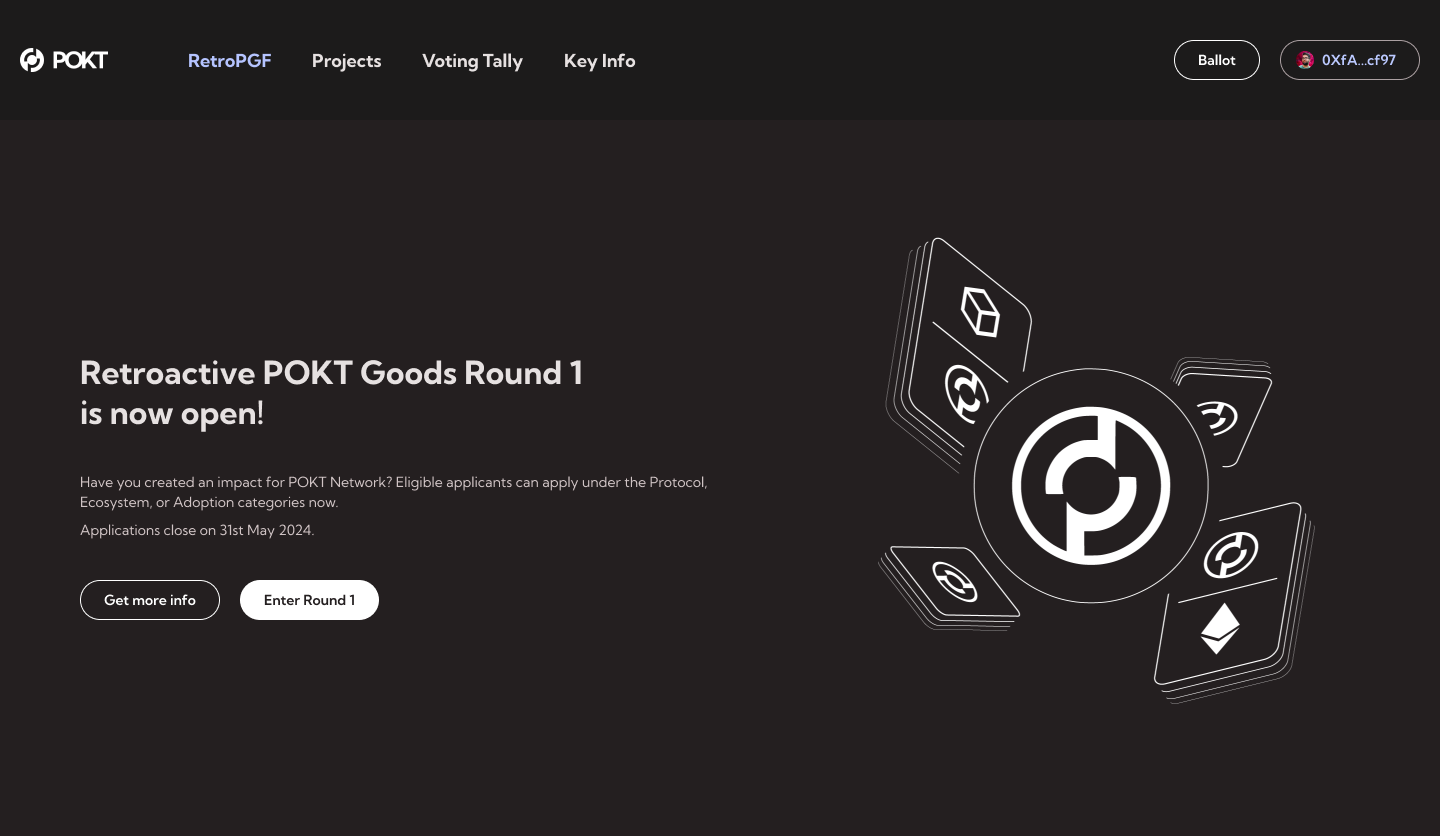 POKT
RetroPGF
Projects
Voting Tally
Key Info
Ballot
0XfA...cf97
Retroactive POKT Goods Round 1
is now open!
Have you created an impact for POKT Network? Eligible applicants can apply under the Protocol,
Ecosystem, or Adoption categories now.
Applications close on 31st May 2024.
Get more info
Enter Round 1